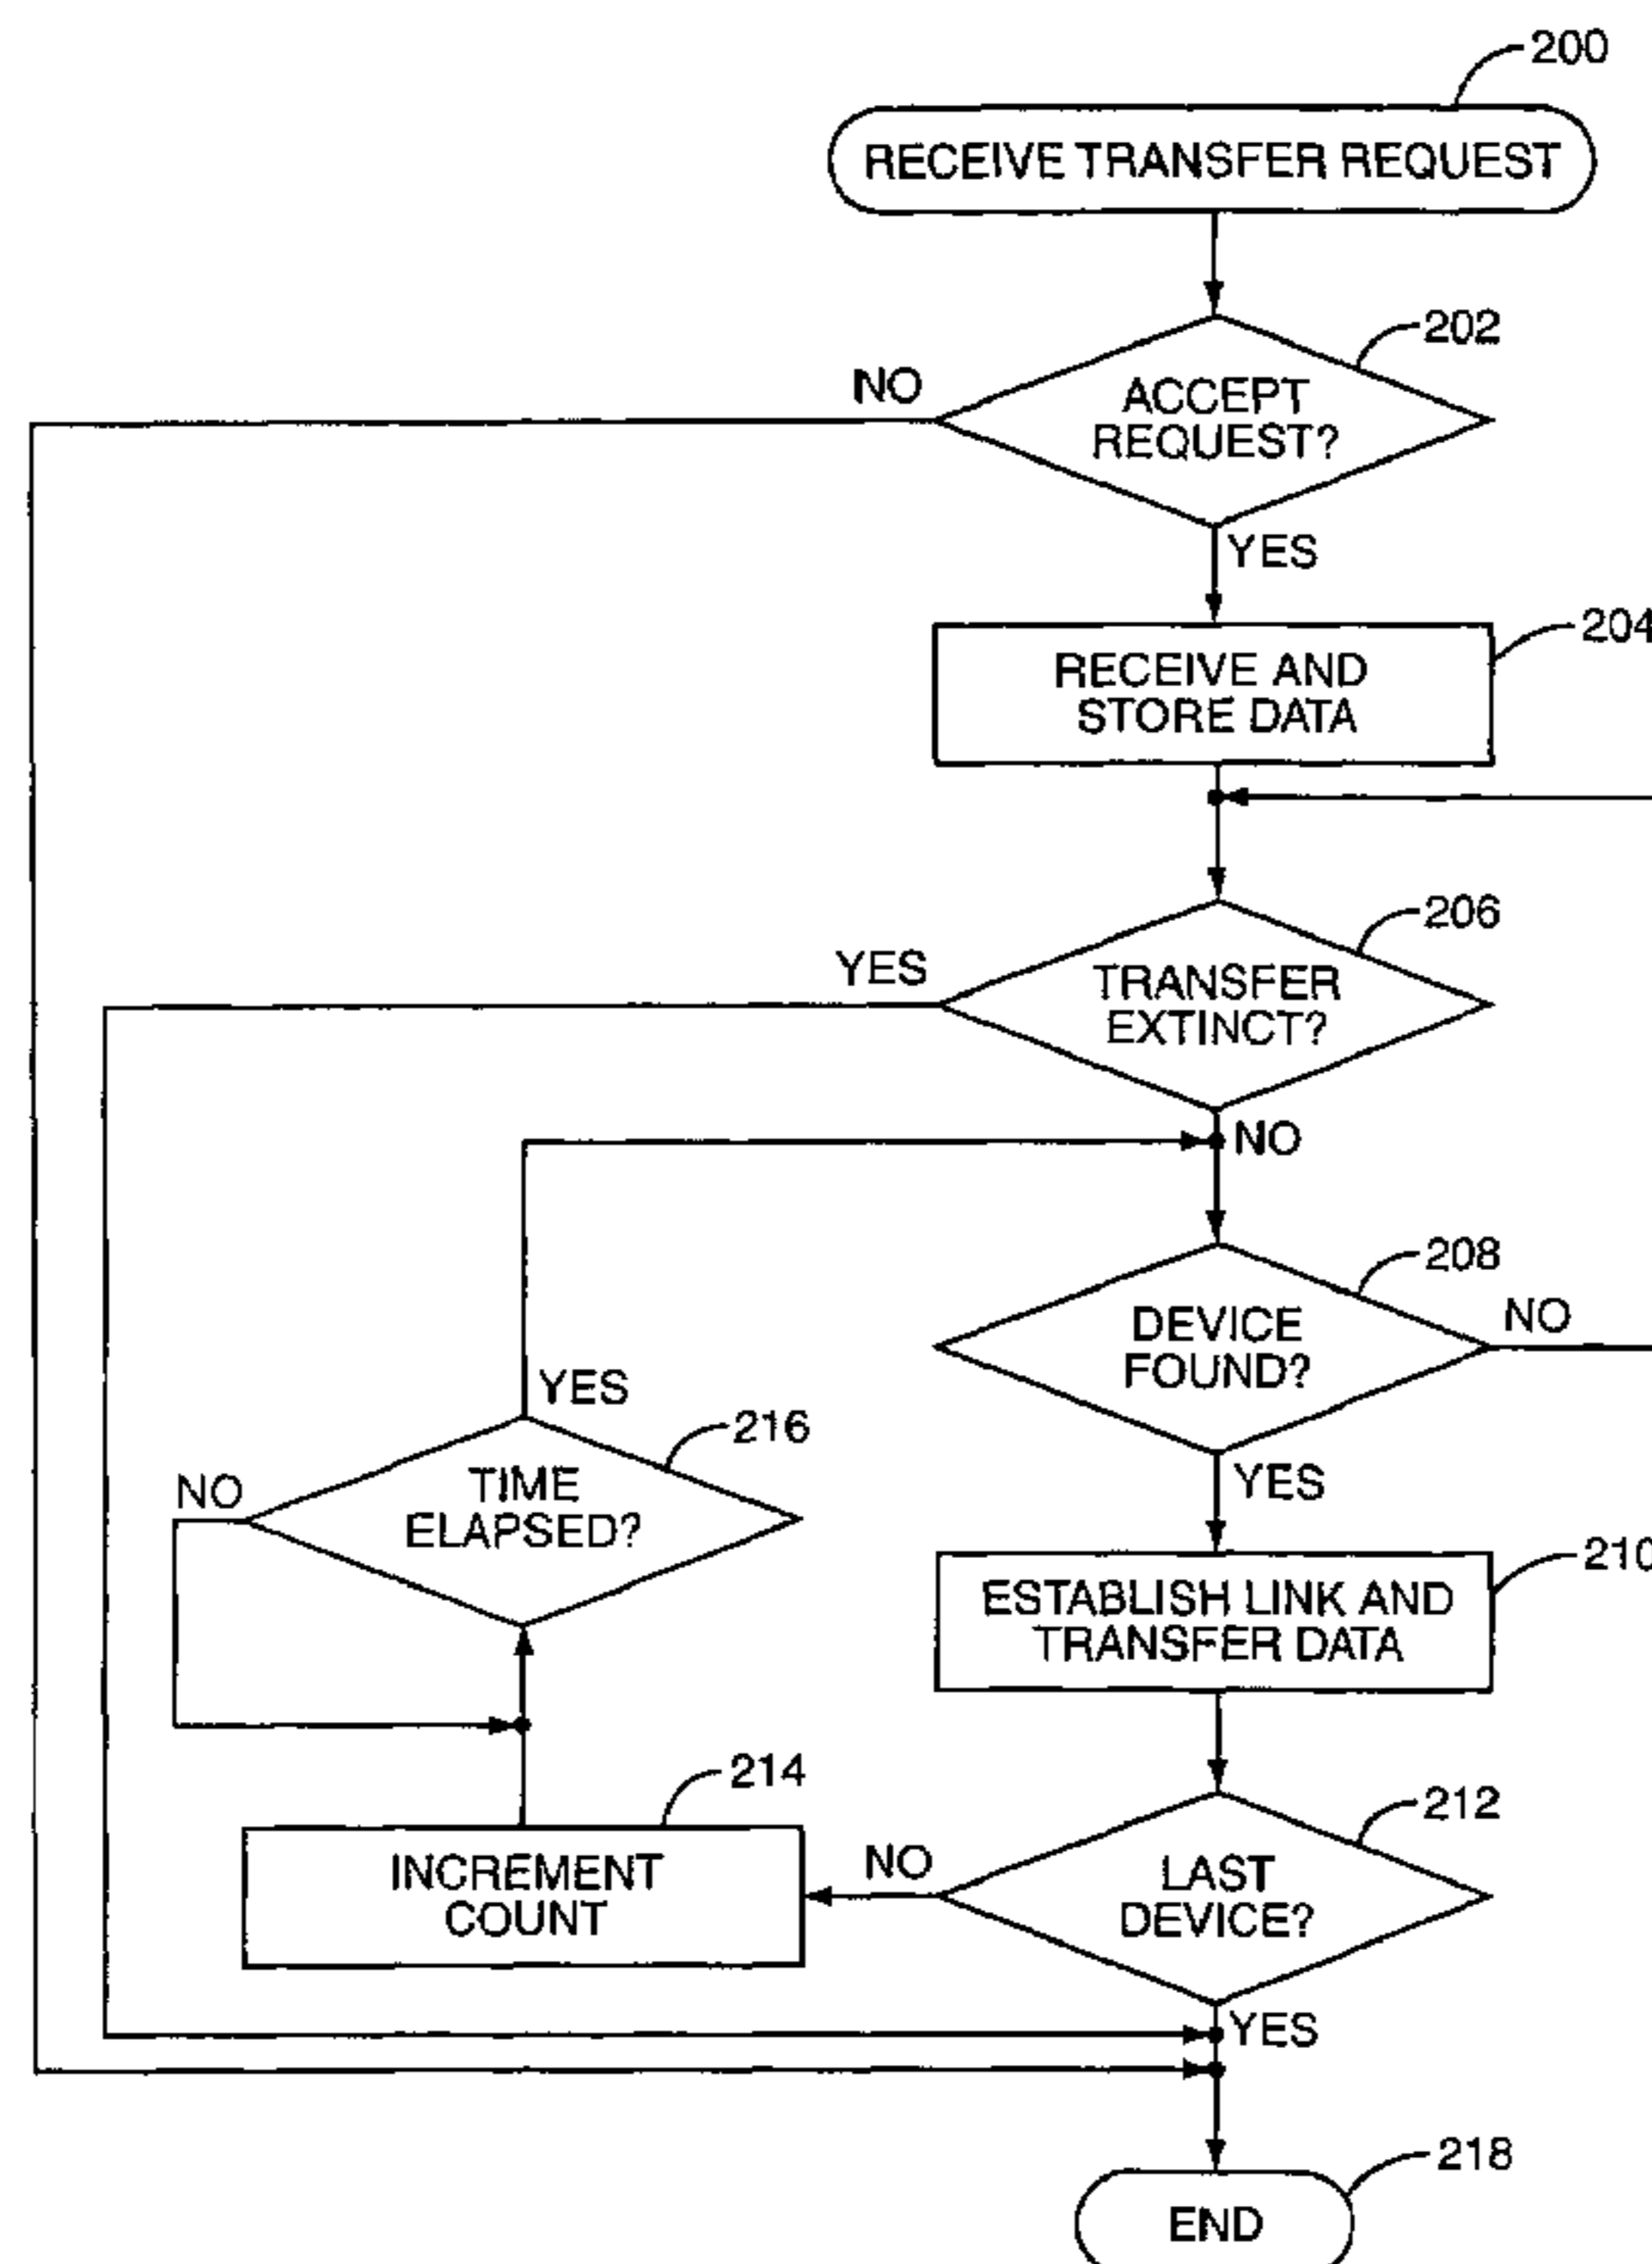 200
RECEIVE TRANSFER REQUEST
202
NO
ACCEPT
REQUEST?
YES
204
RECEIVE AND
STORE DATA
206
YES
TRANSFER
EXTINCT?
NO
208
DEVICE
FOUND?
NO
YES
216
TIME
ELAPSED?
NO
YES
210
ESTABLISH LINK AND
TRANSFER DATA
214
INCREMENT
COUNT
212
NO
LAST
DEVICE?
YES
218
END